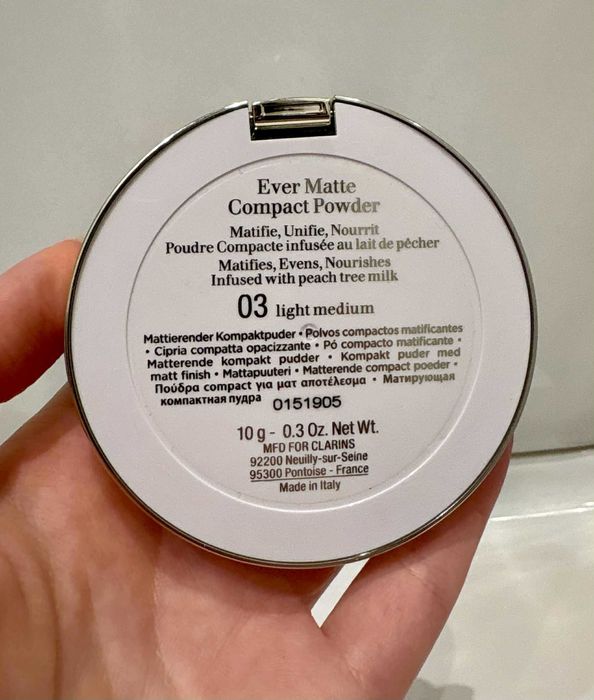 Ever Matte
Compact Powder
Matifie, Unifie, Nourrit
Poudre Compacte infusée au lait de pêcher
Matifies, Evens, Nourishes
Infused with peach tree milk
03 light medium
Mattierender Kompaktpuder • Polvos compactos matificantes
• Cipria compatta opacizzante • Pó compacto matificante •
Matterende kompakt pudder • Kompakt puder med
matt finish • Mattapuuteri • Matterende compact poeder •
Πούδρα compact για ματ αποτέλεσμα • Матирующая
компактная пудра 0151905
10 g - 0.3 Oz. Net Wt.
MFD FOR CLARINS
92200 Neuilly-sur-Seine
95300 Pontoise - France
Made in Italy